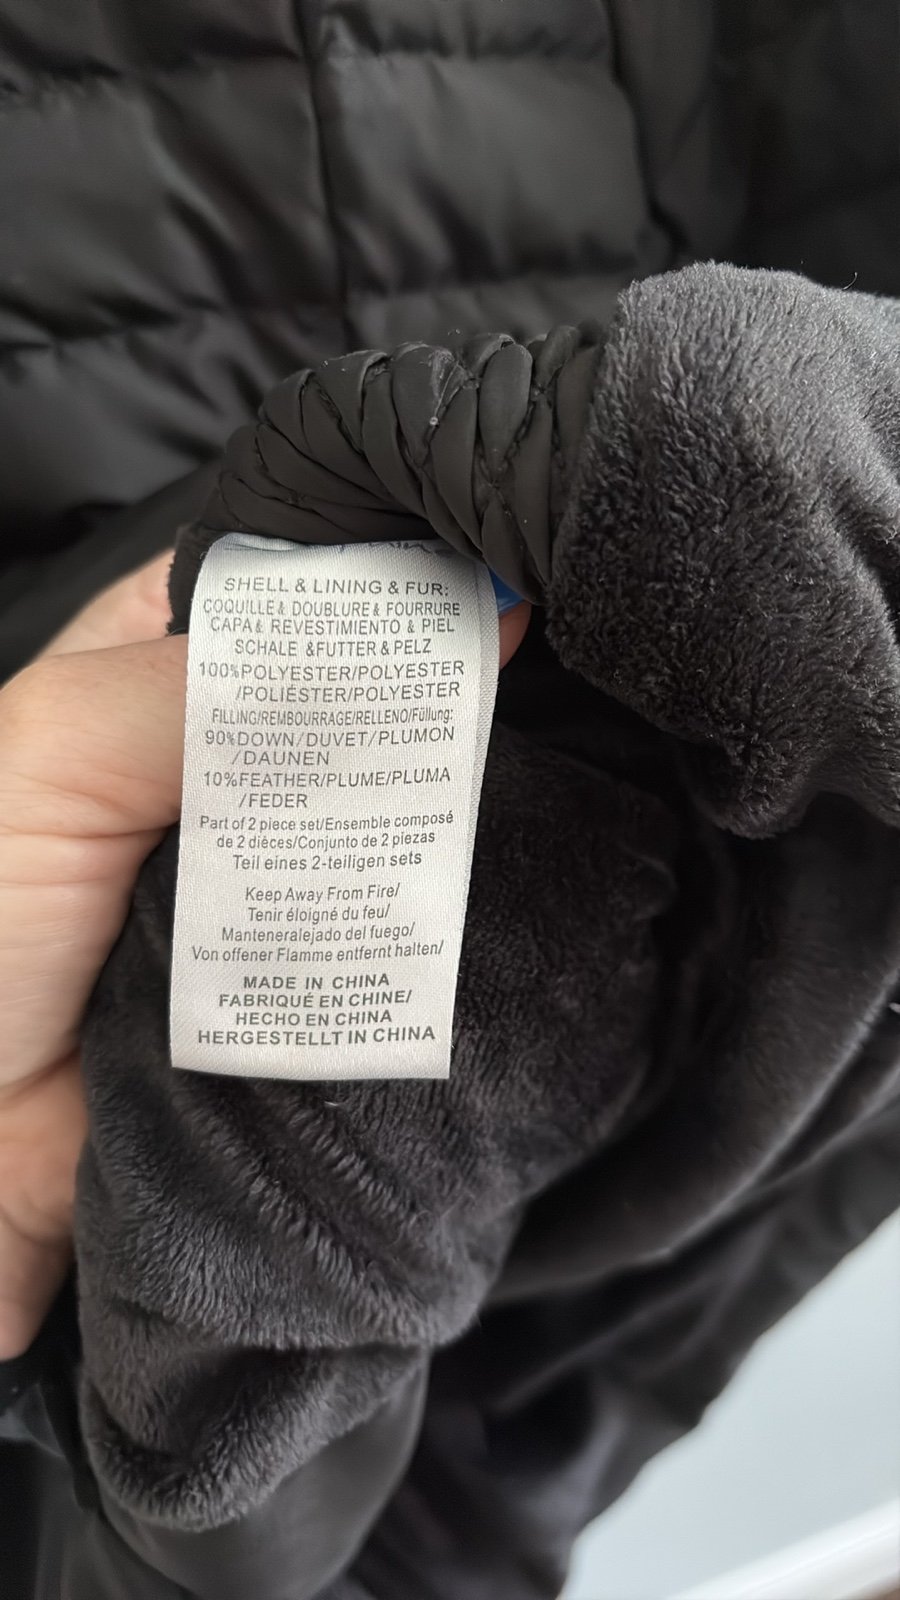 SHELL & LINING & FUR:
COQUILLE & DOUBLURE & FOURRURE
CAPA & REVESTIMIENTO & PIEL
SCHALE &FUTTER & PELZ
100%POLYESTER/POLYESTER
/POLIÉSTER/POLYESTER
FILLING/REMBOURRAGE/RELLENO/Füllung:
90%DOWN/DUVET/PLUMON
/DAUNEN
10%FEATHER/PLUME/PLUMA
/FEDER
Part of 2 piece set/Ensemble composé
de 2 dièces/Conjunto de 2 piezas
Teil eines 2-teiligen sets
Keep Away From Fire/
Tenir éloigné du feu/
Manteneralejado del fuego/
Von offener Flamme entfernt halten/
MADE IN CHINA
FABRIQUÉ EN CHINE/
HECHO EN CHINA
HERGESTELLT IN CHINA